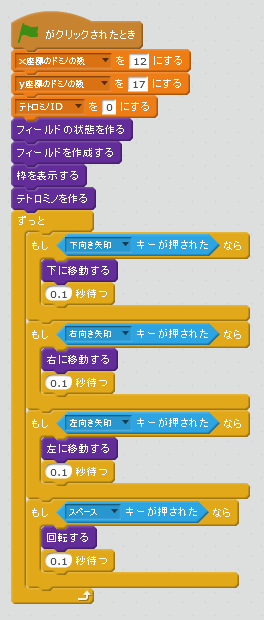 がクリックされたとき
x座標のドミノの数 を 12 にする
y座標のドミノの数 を 17 にする
テトロミノID を 0 にする
フィールドの状態を作る
フィールドを作成する
枠を表示する
テトロミノを作る
ずっと
もし 下向き矢印 キーが押された なら
下に移動する
0.1 秒待つ
もし 右向き矢印 キーが押された なら
右に移動する
0.1 秒待つ
もし 左向き矢印 キーが押された なら
左に移動する
0.1 秒待つ
もし スペース キーが押された なら
回転する
0.1 秒待つ